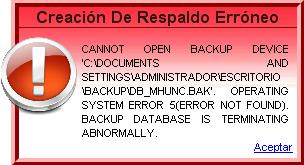 Creación De Respaldo Erróneo
CANNOT OPEN BACKUP DEVICE
'C:\DOCUMENTS AND
SETTINGS\ADMINISTRADOR\ESCRITORIO
\BACKUP\DB_MHUNC.BAK'. OPERATING
SYSTEM ERROR 5(ERROR NOT FOUND).
BACKUP DATABASE IS TERMINATING
ABNORMALLY.
Aceptar